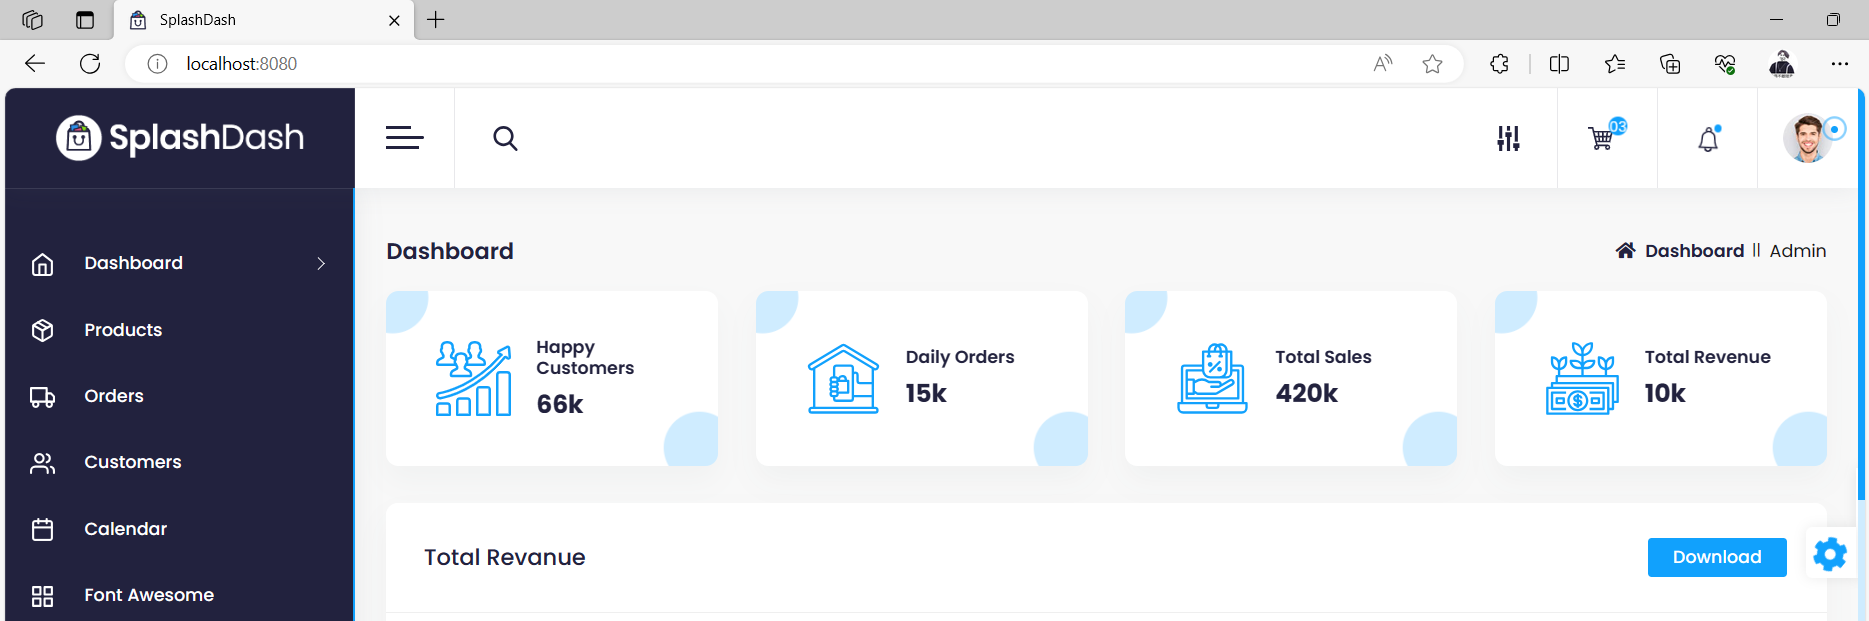 SplashDash
localhost:8080
SplashDash
03
Dashboard
Products
Orders
Customers
Calendar
Font Awesome
Dashboard
Dashboard || Admin
Happy
Customers
66k
Daily Orders
15k
Total Sales
420k
Total Revenue
10k
Total Revanue
Download